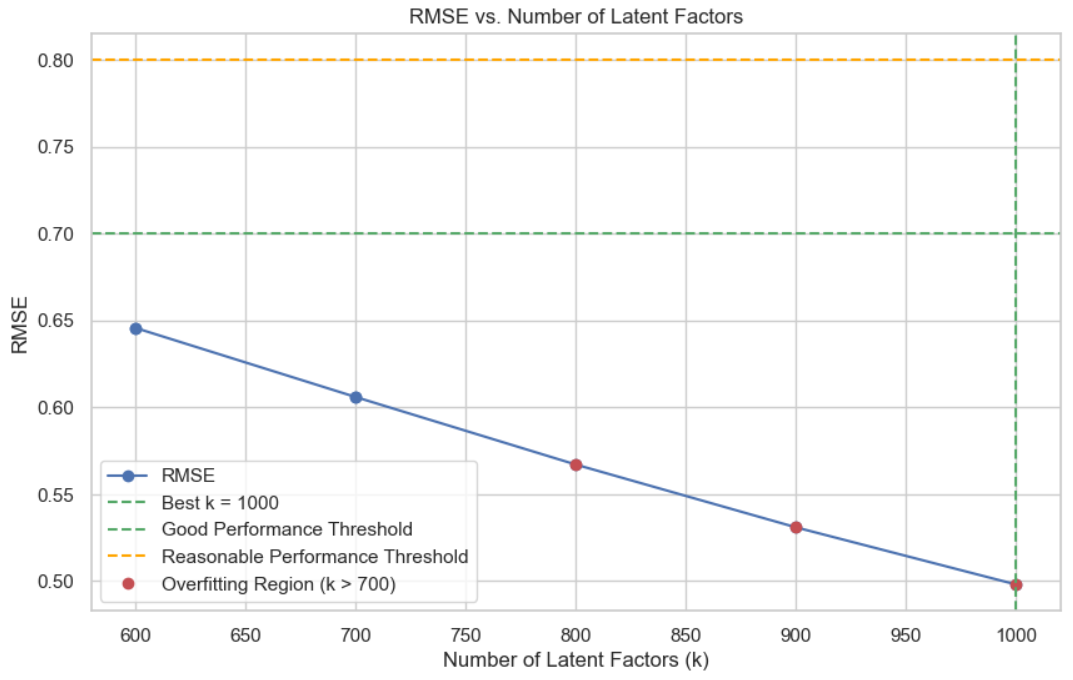 RMSE vs. Number of Latent Factors
0.80
0.75
0.70
0.65
0.60
0.55
0.50
RMSE
RMSE
Best k = 1000
Good Performance Threshold
Reasonable Performance Threshold
Overfitting Region (k > 700)
600 650 700 750 800 850 900 950 1000
Number of Latent Factors (k)